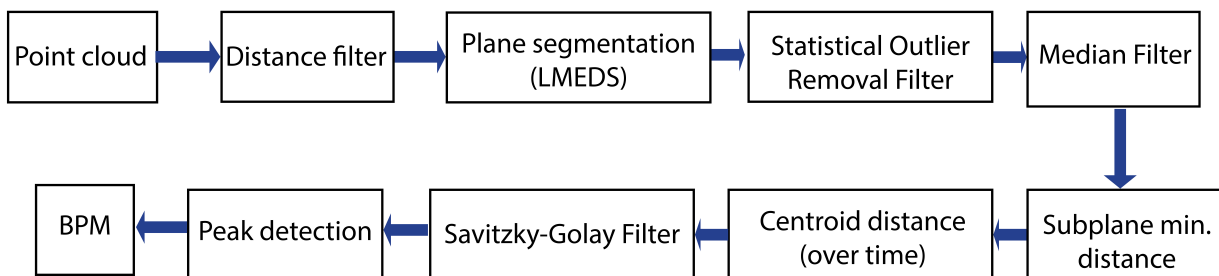 Point cloud
Distance filter
Plane segmentation
(LMEDS)
Statistical Outlier
Removal Filter
Median Filter
Subplane min.
distance
Centroid distance
(over time)
Savitzky-Golay Filter
Peak detection
BPM